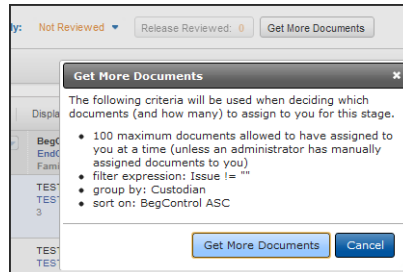 ly: Not Reviewed Release Reviewed: 0 Get More Documents
Get More Documents x
The following criteria will be used when deciding which
documents (and how many) to assign to you for this stage.
• 100 maximum documents allowed to have assigned to
you at a time (unless an administrator has manually
assigned documents to you)
• filter expression: Issue != ""
• group by: Custodian
• sort on: BegControl ASC
Get More Documents Cancel
Displa
BegC
EndC
Fami
TEST
TEST
3
TEST
TEST